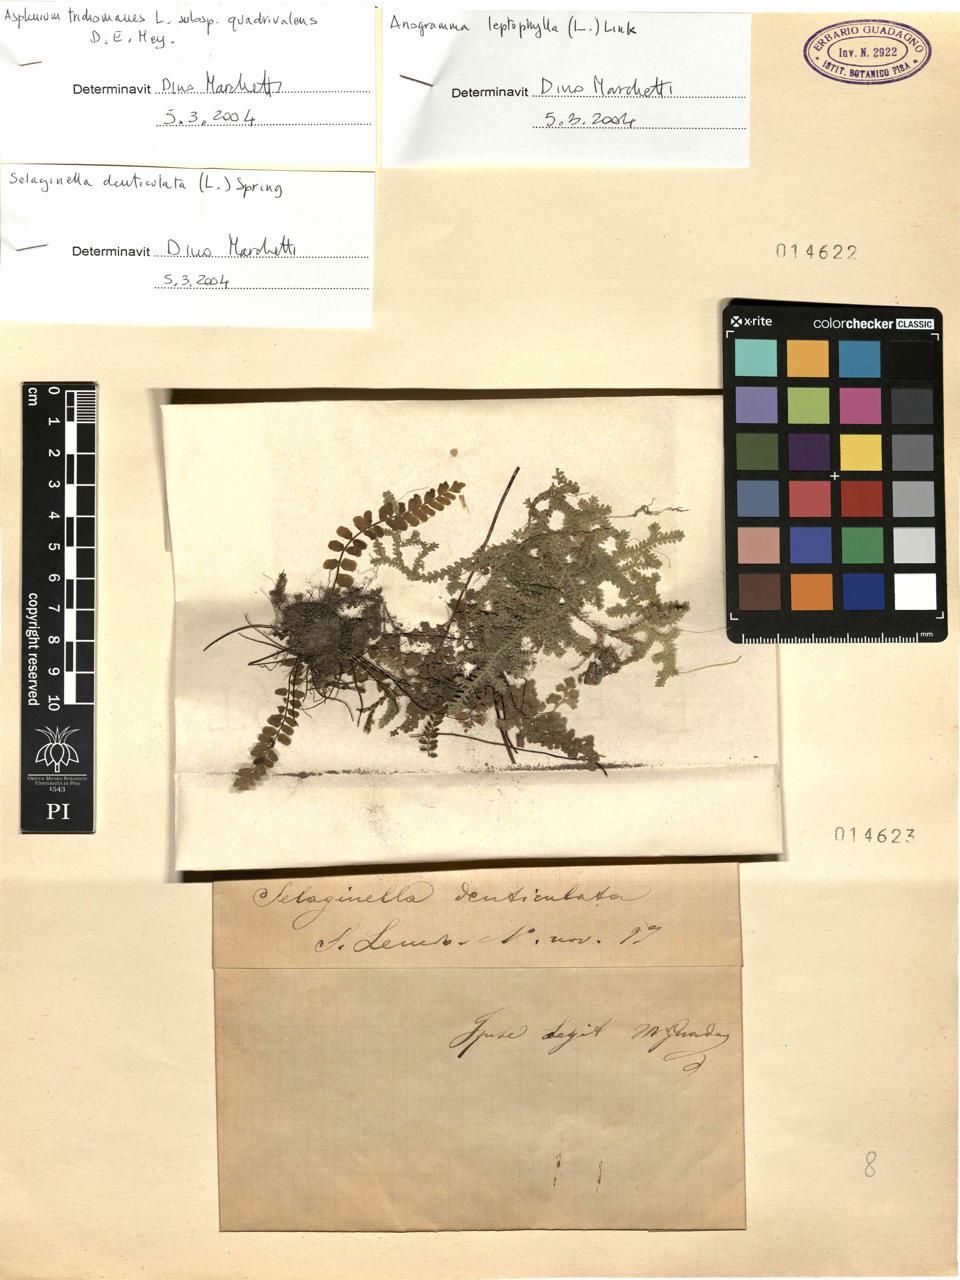 Asplenium trichomanes L. subsp. quadrivalens
D. E. Mey.
Determinavit Dino Marchetti
5.3.2004
Anogramma leptophylla (L.) Link
Determinavit Dino Marchetti
5.3.2004
ERBARIO GUADAGNO
Inv. N. 2922
ISTIT. BOTANICO PISA
Selaginella denticulata (L.) Spring
Determinavit Dino Marchetti
5.3.2004
014622
x-rite colorchecker CLASSIC
mm
cm 0 1 2 3 4 5 6 7 8 9 10
copyright reserved
ORTO E MUSEO BOTANICO
UNIVERSITÀ DI PISA
1543
PI
014623
Selaginella denticulata
nov. 99
Ipse legit M Guadag
8